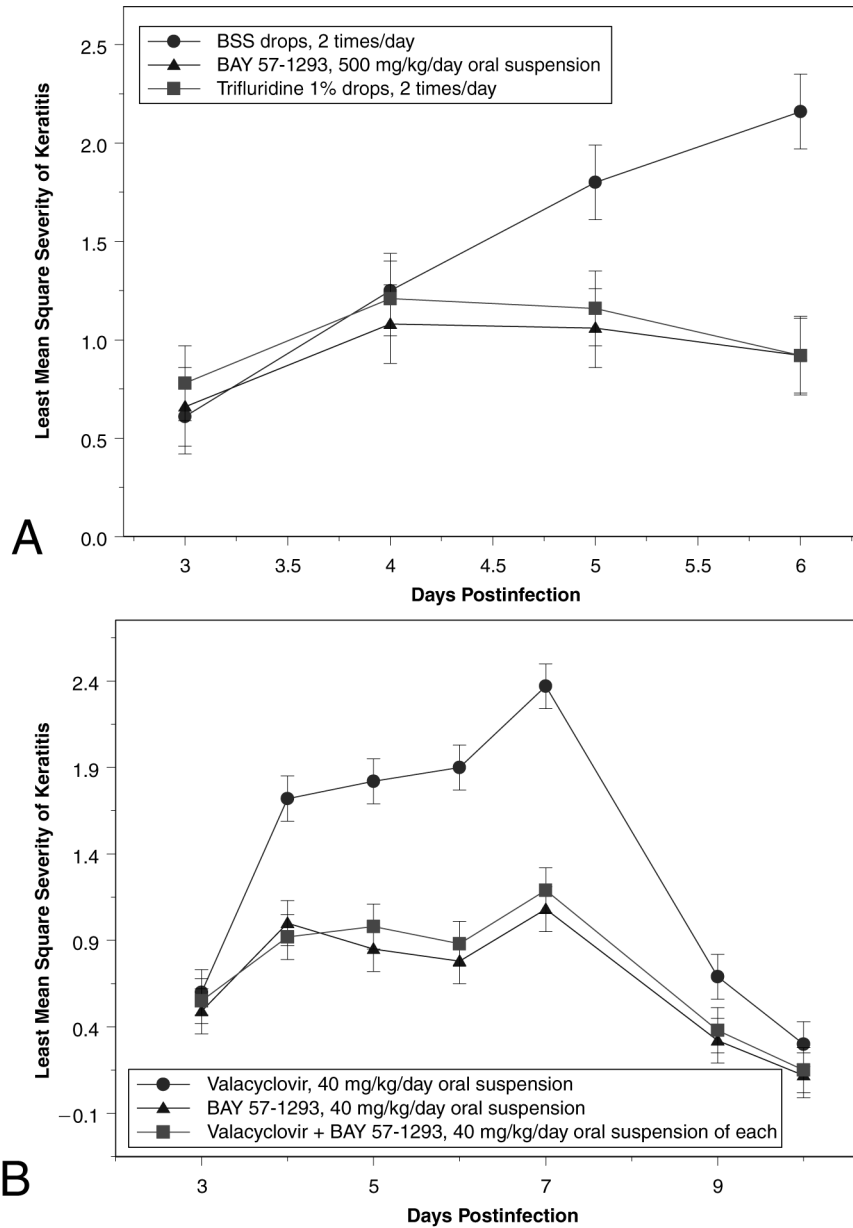 BSS drops, 2 times/day
BAY 57-1293, 500 mg/kg/day oral suspension
Trifluridine 1% drops, 2 times/day
Least Mean Square Severity of Keratitis
2.5
2.0
1.5
1.0
0.5
0.0
3 3.5 4 4.5 5 5.5 6
Days Postinfection
A
Least Mean Square Severity of Keratitis
2.4
1.9
1.4
0.9
0.4
−0.1
Valacyclovir, 40 mg/kg/day oral suspension
BAY 57-1293, 40 mg/kg/day oral suspension
Valacyclovir + BAY 57-1293, 40 mg/kg/day oral suspension of each
3 5 7 9
Days Postinfection
B